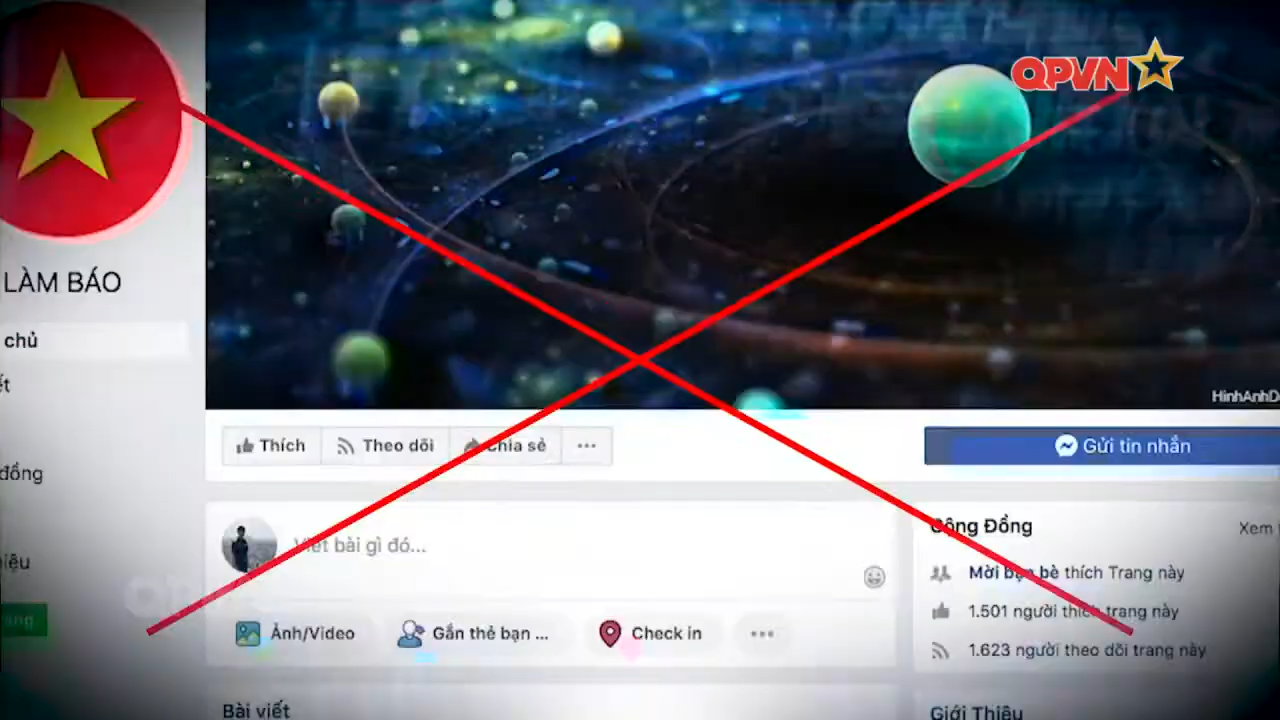 QPVN
LÀM BÁO
chủ
đồng
HinhAnhD
Thích
Theo dõi
Chia sẻ
Gửi tin nhắn
Viết bài gì đó...
Cộng Đồng
Xem
Mời bạn bè thích Trang này
1.501 người thích trang này
1.623 người theo dõi trang này
Ảnh/Video
Gắn thẻ bạn ...
Check in
Bài viết
Giới Thiệu